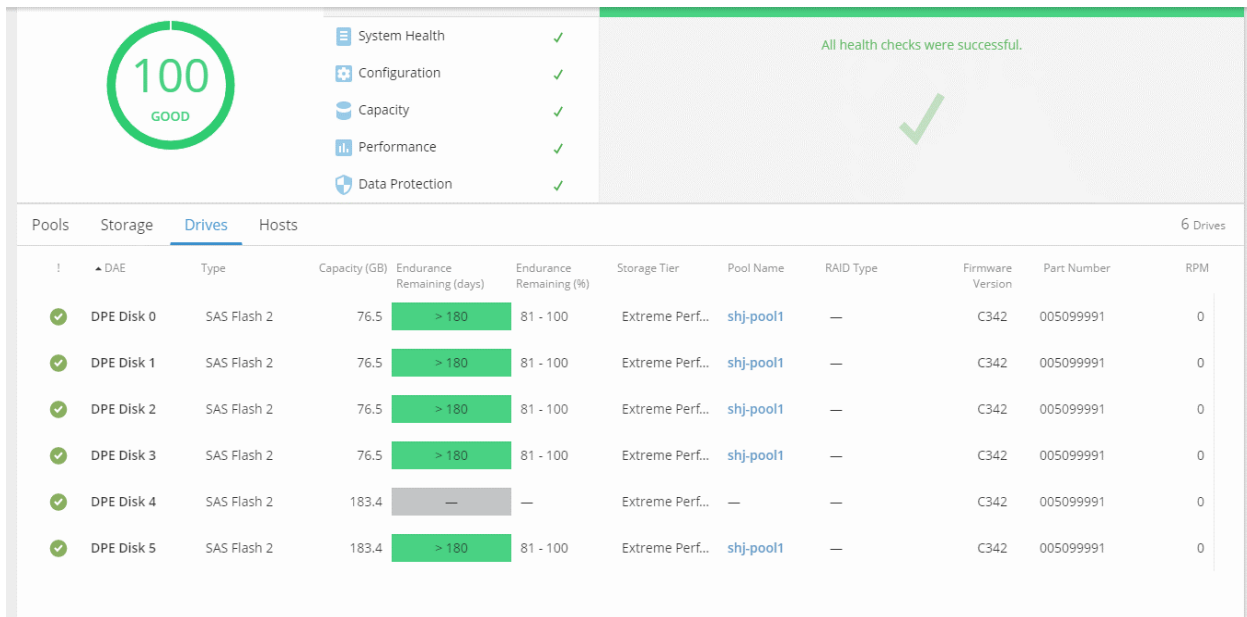 100
GOOD
System Health
Configuration
Capacity
Performance
Data Protection
All health checks were successful.
Pools Storage Drives Hosts 6 Drives
! DAE Type Capacity (GB) Endurance Remaining (days) Endurance Remaining (%) Storage Tier Pool Name RAID Type Firmware Version Part Number RPM
DPE Disk 0 SAS Flash 2 76.5 > 180 81 - 100 Extreme Perf... shj-pool1 — C342 005099991 0
DPE Disk 1 SAS Flash 2 76.5 > 180 81 - 100 Extreme Perf... shj-pool1 — C342 005099991 0
DPE Disk 2 SAS Flash 2 76.5 > 180 81 - 100 Extreme Perf... shj-pool1 — C342 005099991 0
DPE Disk 3 SAS Flash 2 76.5 > 180 81 - 100 Extreme Perf... shj-pool1 — C342 005099991 0
DPE Disk 4 SAS Flash 2 183.4 — — Extreme Perf... — — C342 005099991 0
DPE Disk 5 SAS Flash 2 183.4 > 180 81 - 100 Extreme Perf... shj-pool1 — C342 005099991 0